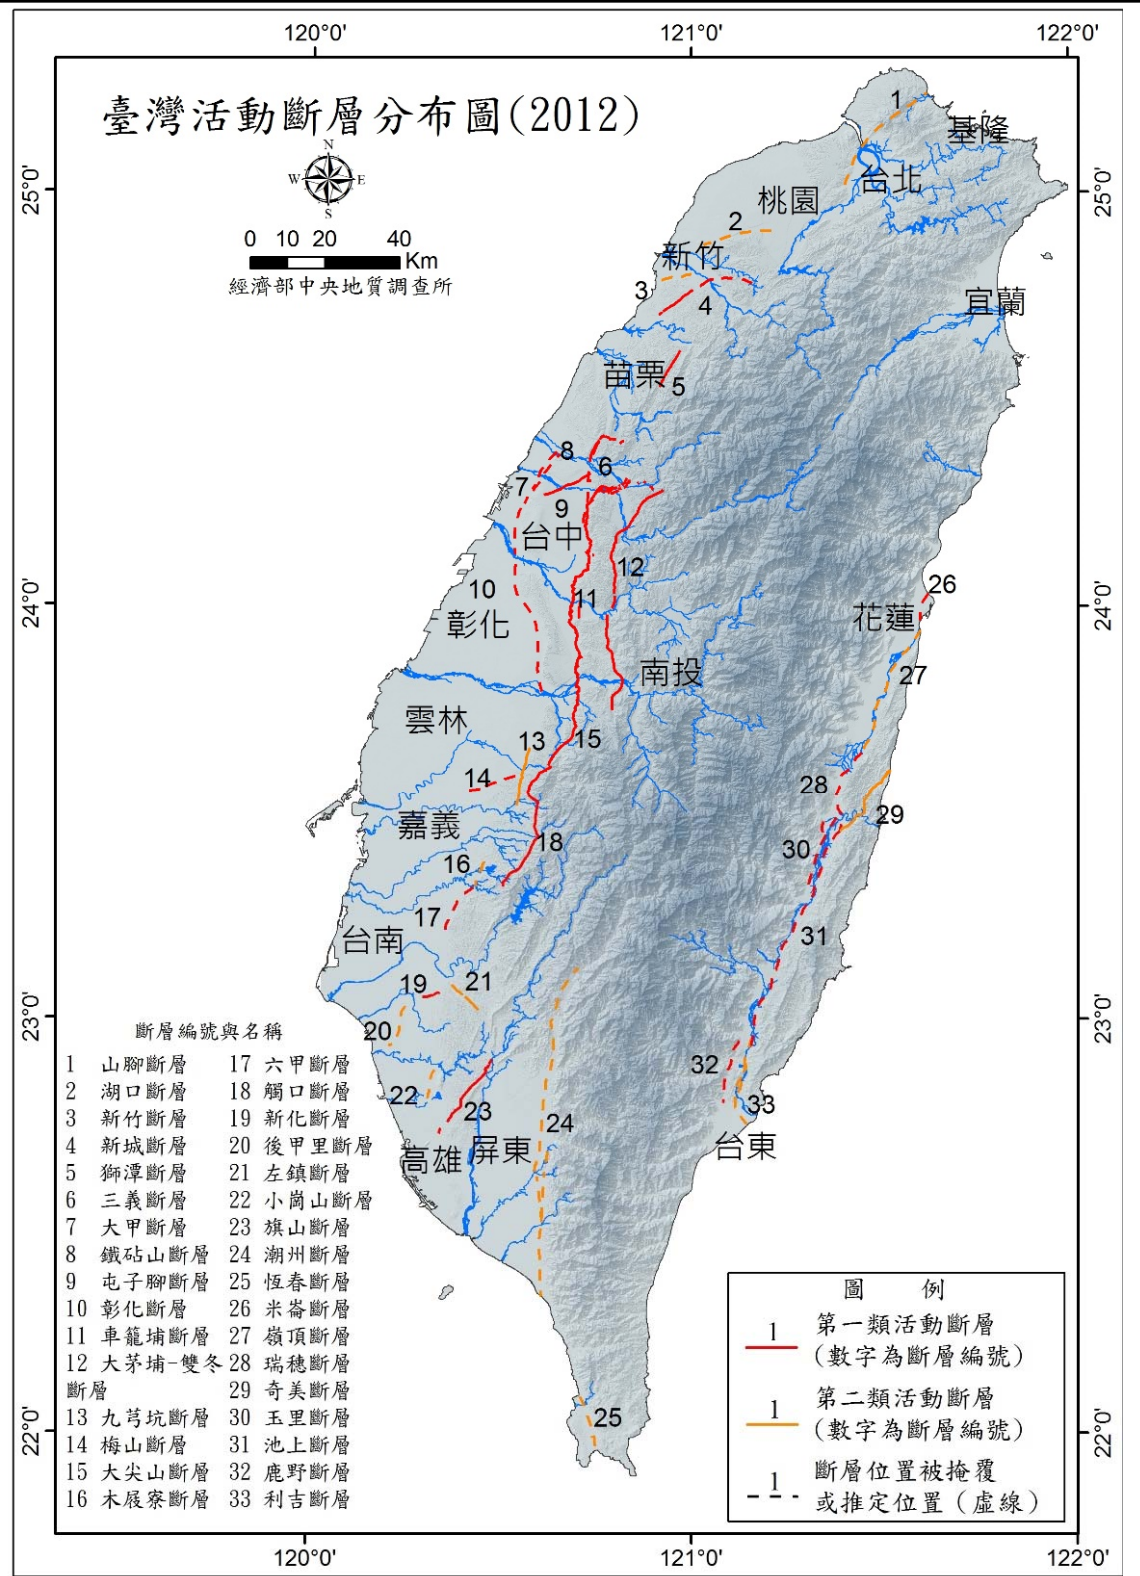 120°0'
121°0'
122°0'
臺灣活動斷層分布圖(2012)
N
W
E
S
0 10 20 40
Km
經濟部中央地質調查所
25°0'
25°0'
24°0'
24°0'
23°0'
23°0'
22°0'
22°0'
1
基隆
台北
桃園
2
新竹
3
4
宜蘭
苗栗
5
8
6
7
9
台中
12
10
11
26
彰化
花蓮
南投
27
雲林
13
15
14
28
29
嘉義
18
30
16
17
台南
31
19
21
20
32
22
23
33
24
高雄
屏東
台東
25
斷層編號與名稱
1 山腳斷層
2 湖口斷層
3 新竹斷層
4 新城斷層
5 獅潭斷層
6 三義斷層
7 大甲斷層
8 鐵砧山斷層
9 屯子腳斷層
10 彰化斷層
11 車籠埔斷層
12 大茅埔-雙冬
斷層
13 九芎坑斷層
14 梅山斷層
15 大尖山斷層
16 木屐寮斷層
17 六甲斷層
18 觸口斷層
19 新化斷層
20 後甲里斷層
21 左鎮斷層
22 小崗山斷層
23 旗山斷層
24 潮州斷層
25 恆春斷層
26 米崙斷層
27 嶺頂斷層
28 瑞穗斷層
29 奇美斷層
30 玉里斷層
31 池上斷層
32 鹿野斷層
33 利吉斷層
圖 例
1 第一類活動斷層
(數字為斷層編號)
1 第二類活動斷層
(數字為斷層編號)
1 斷層位置被掩覆
或推定位置（虛線）
120°0'
121°0'
122°0'